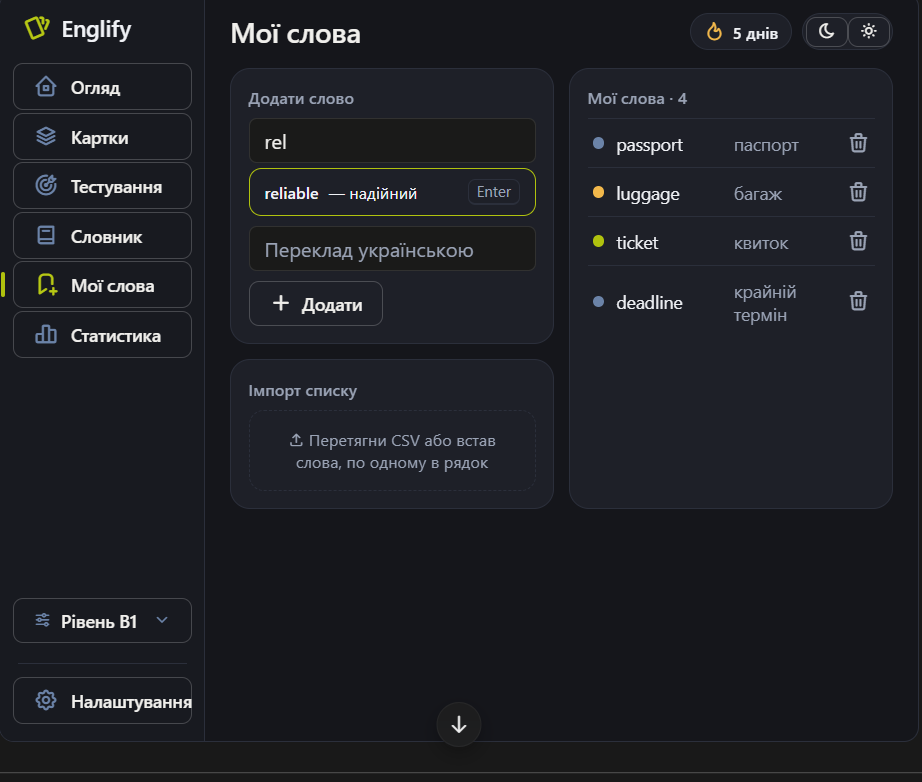 Englify
Огляд
Картки
Тестування
Словник
Мої слова
Статистика
Рівень B1
Налаштування
Мої слова
5 днів
Додати слово
rel
reliable — надійний Enter
Переклад українською
+ Додати
Імпорт списку
Перетягни CSV або встав
слова, по одному в рядок
Мої слова · 4
passport паспорт
luggage багаж
ticket квиток
deadline крайній
термін